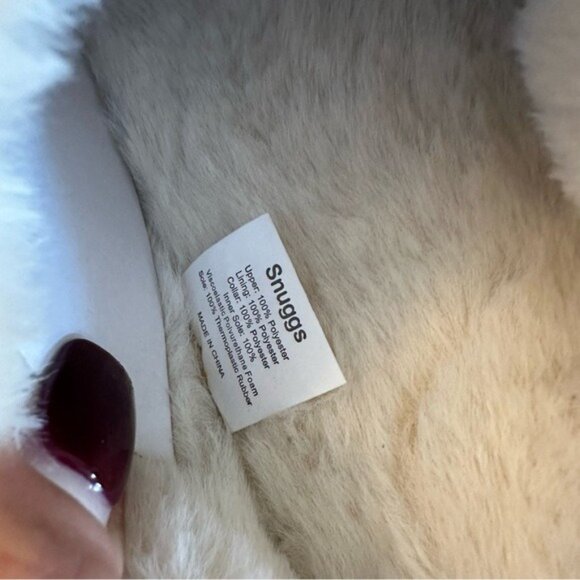 Snuggs
Upper: 100% Polyester
Lining: 100% Polyester
Collar: 100% Polyester
Inner Sole: 100%
Viscoelastic Polyurethane Foam
Sole: 100% Thermoplastic Rubber
MADE IN CHINA